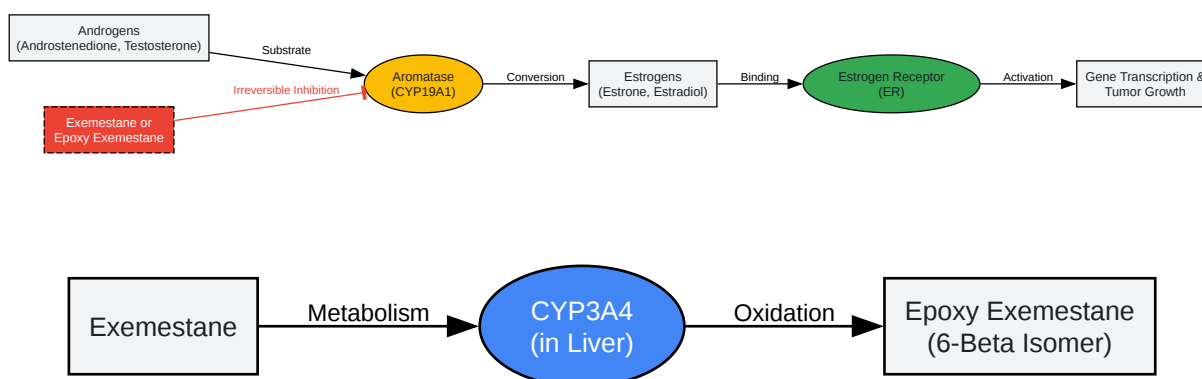 Androgens
(Androstenedione, Testosterone)
Substrate
Irreversible Inhibition
Exemestane or
Epoxy Exemestane
Aromatase
(CYP19A1)
Conversion
Estrogens
(Estrone, Estradiol)
Binding
Estrogen Receptor
(ER)
Activation
Gene Transcription &
Tumor Growth
Exemestane
Metabolism
CYP3A4
(in Liver)
Oxidation
Epoxy Exemestane
(6-Beta Isomer)